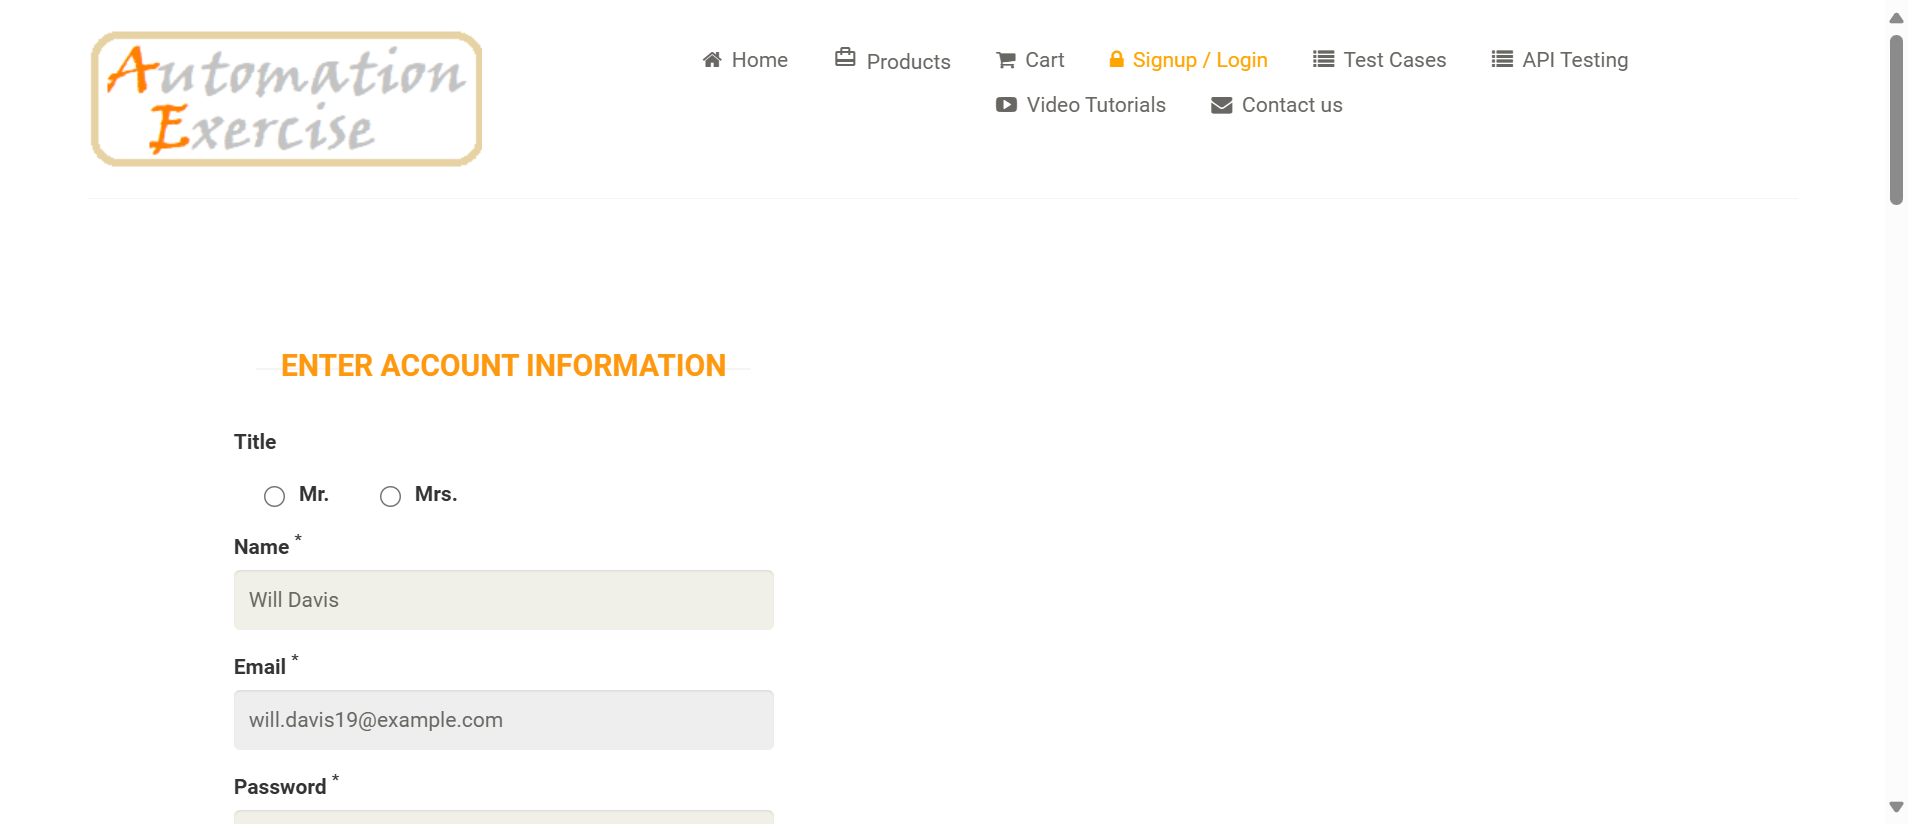 Automation
Exercise
Home
Products
Cart
Signup / Login
Test Cases
API Testing
Video Tutorials
Contact us
ENTER ACCOUNT INFORMATION
Title
Mr.
Mrs.
Name *
Will Davis
Email *
will.davis19@example.com
Password *